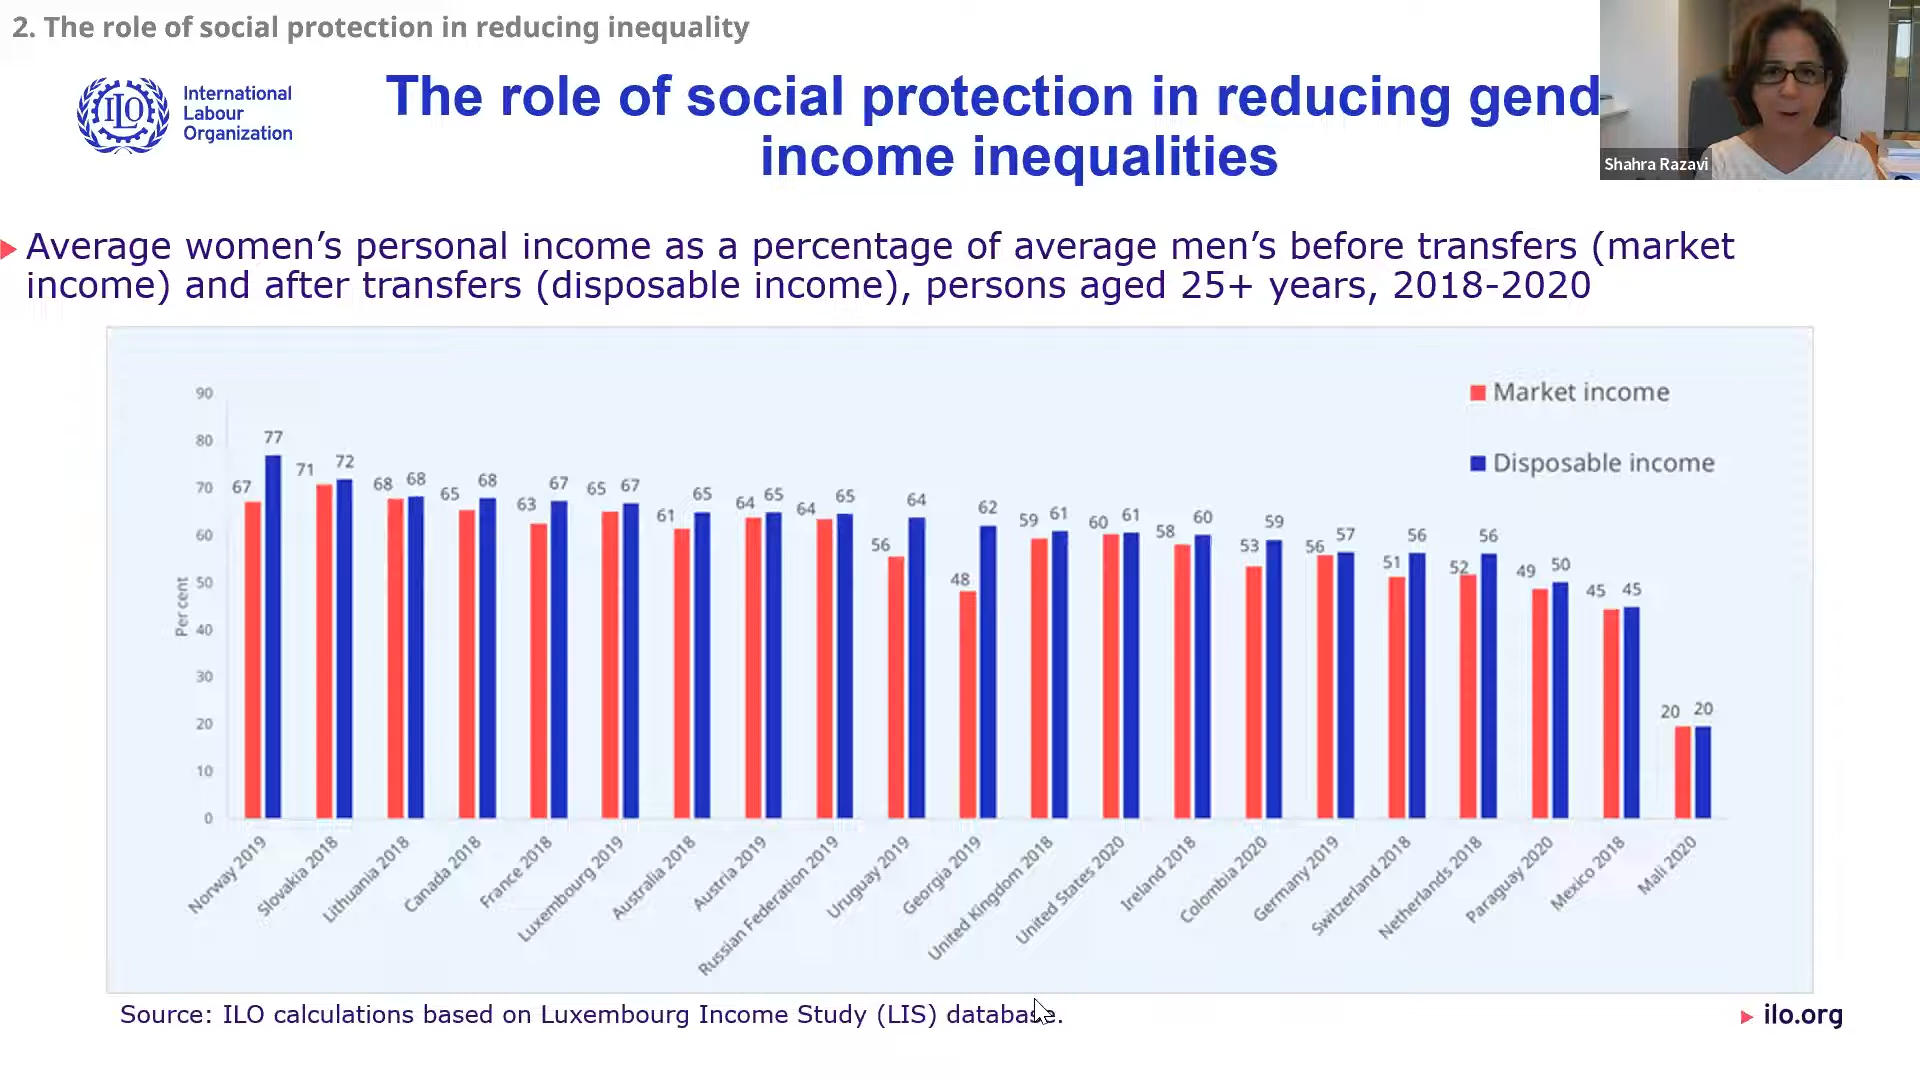 2. The role of social protection in reducing inequality
International
Labour
Organization
ILO
The role of social protection in reducing gend
income inequalities
Shahra Razavi
Average women’s personal income as a percentage of average men’s before transfers (market
income) and after transfers (disposable income), persons aged 25+ years, 2018-2020
Market income
Disposable income
Per cent
90
80
70
60
50
40
30
20
10
0
67 77
71 72
68 68
65 68
63 67
65 67
61 65
64 65
64 65
56 64
48 62
59 61
60 61
58 60
53 59
56 57
51 56
52 56
49 50
45 45
20 20
Norway 2019
Slovakia 2018
Lithuania 2018
Canada 2018
France 2018
Luxembourg 2019
Australia 2018
Austria 2019
Russian Federation 2019
Uruguay 2019
Georgia 2019
United Kingdom 2018
United States 2020
Ireland 2018
Colombia 2020
Germany 2019
Switzerland 2018
Netherlands 2018
Paraguay 2020
Mexico 2018
Mali 2020
Source: ILO calculations based on Luxembourg Income Study (LIS) database.
ilo.org